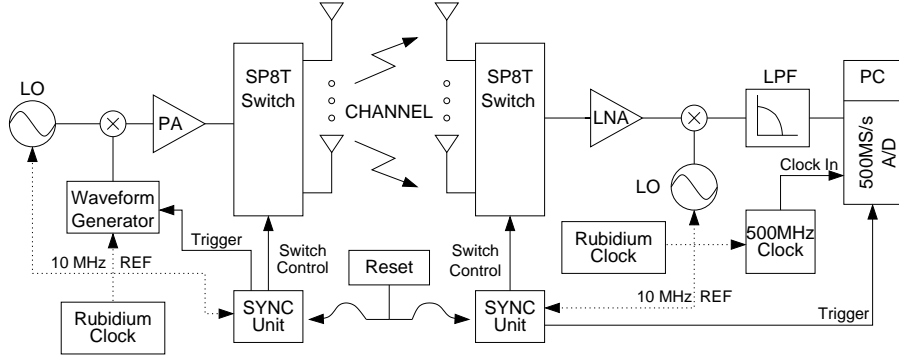 LO
PA
SP8T
Switch
CHANNEL
SP8T
Switch
LNA
LPF
PC
500MS/s
A/D
LO
Clock In
Waveform
Generator
Trigger
Switch
Control
Reset
Switch
Control
Rubidium
Clock
500MHz
Clock
10 MHz REF
10 MHz REF
Rubidium
Clock
SYNC
Unit
SYNC
Unit
Trigger